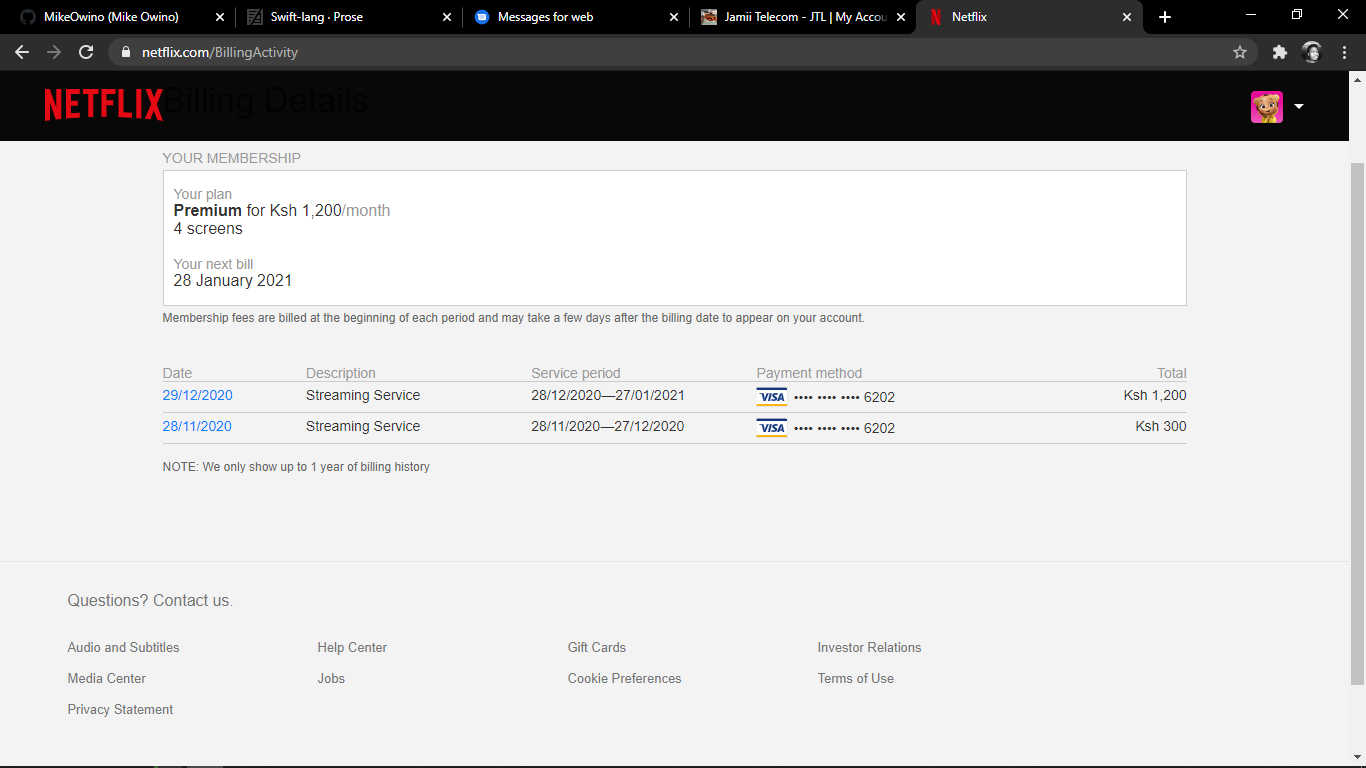 MikeOwino (Mike Owino)
Swift-lang · Prose
Messages for web
Jamii Telecom - JTL | My Accou
Netflix
netflix.com/BillingActivity
NETFLIX
Billing Details
YOUR MEMBERSHIP
Your plan
Premium for Ksh 1,200/month
4 screens
Your next bill
28 January 2021
Membership fees are billed at the beginning of each period and may take a few days after the billing date to appear on your account.
Date Description Service period Payment method Total
29/12/2020 Streaming Service 28/12/2020—27/01/2021 VISA •••• •••• •••• 6202 Ksh 1,200
28/11/2020 Streaming Service 28/11/2020—27/12/2020 VISA •••• •••• •••• 6202 Ksh 300
NOTE: We only show up to 1 year of billing history
Questions? Contact us.
Audio and Subtitles Help Center Gift Cards Investor Relations
Media Center Jobs Cookie Preferences Terms of Use
Privacy Statement